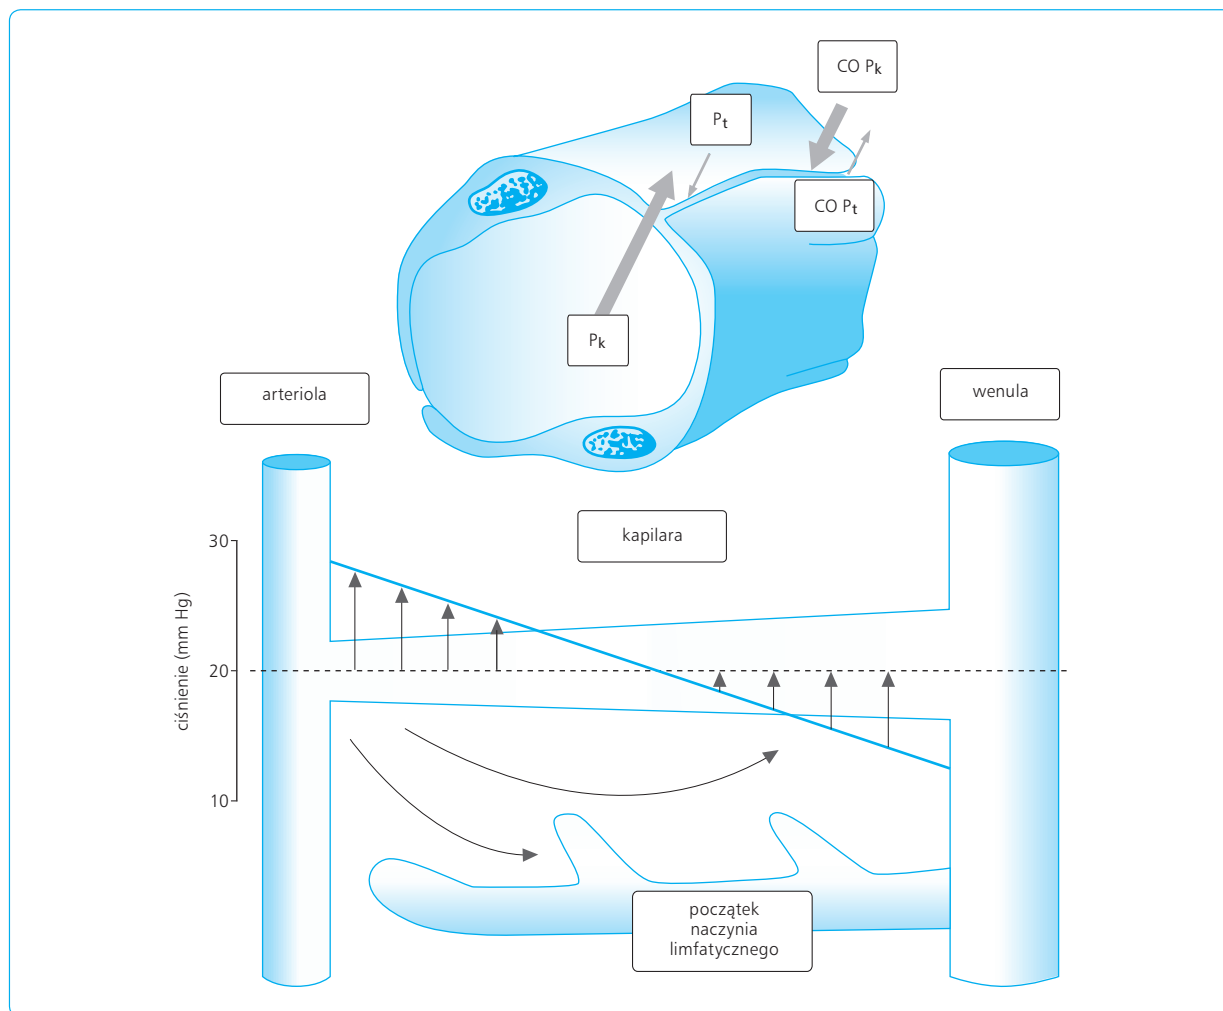 CO Pk
Pt
CO Pt
Pk
arteriola
wenula
kapilara
30
20
10
ciśnienie (mm Hg)
początek
naczynia
limfatycznego